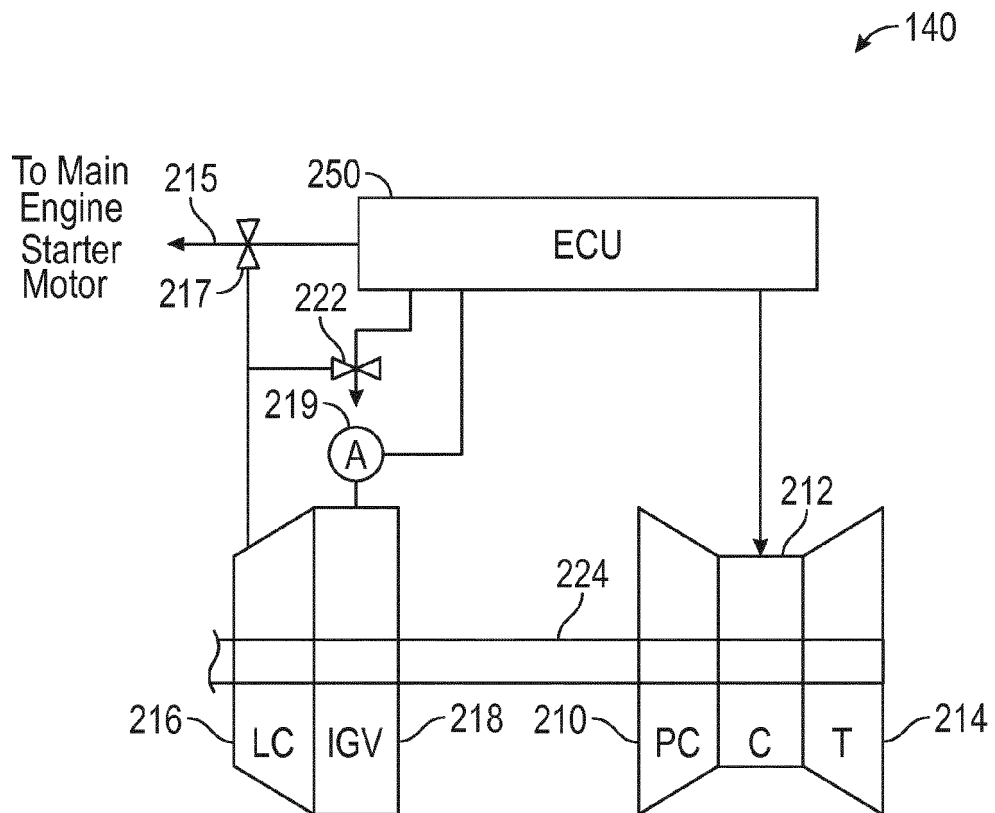 140
To Main
Engine
Starter
Motor
215
250
ECU
217
222
219
A
212
224
216
LC
IGV
218
210
PC
C
T
214